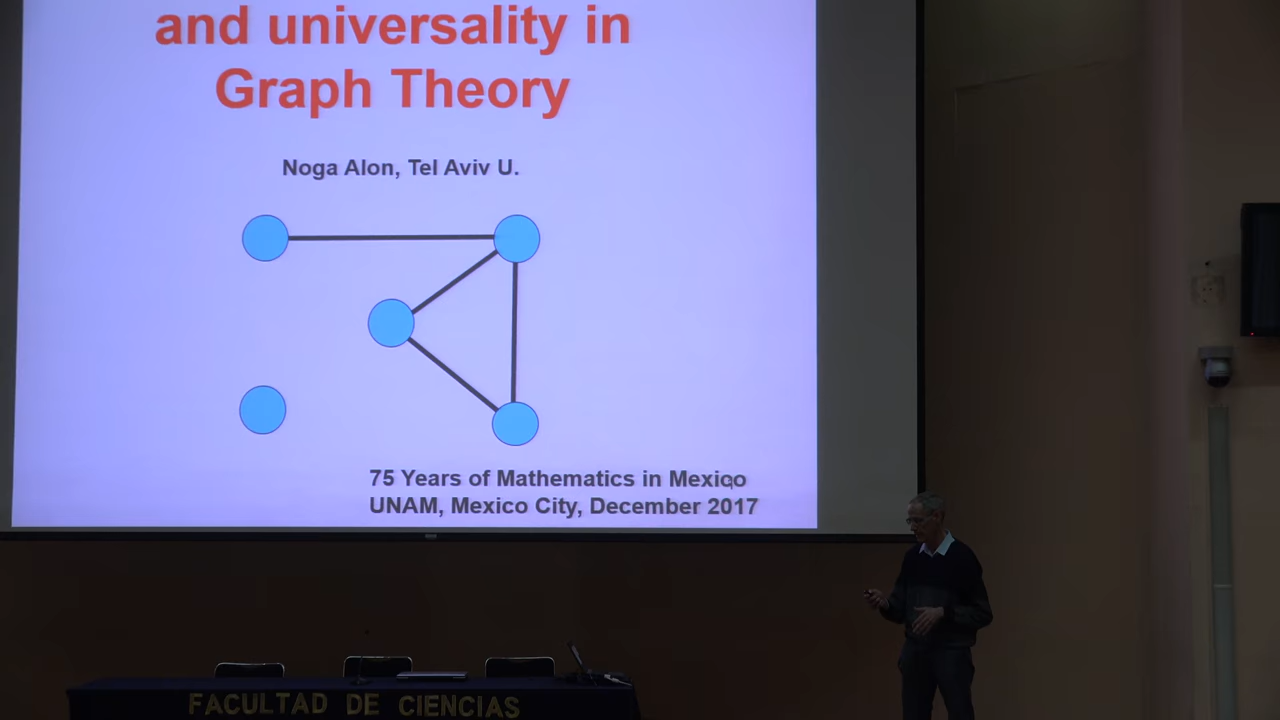 and universality in
Graph Theory
Noga Alon, Tel Aviv U.
75 Years of Mathematics in Mexico
UNAM, Mexico City, December 2017
FACULTAD DE CIENCIAS